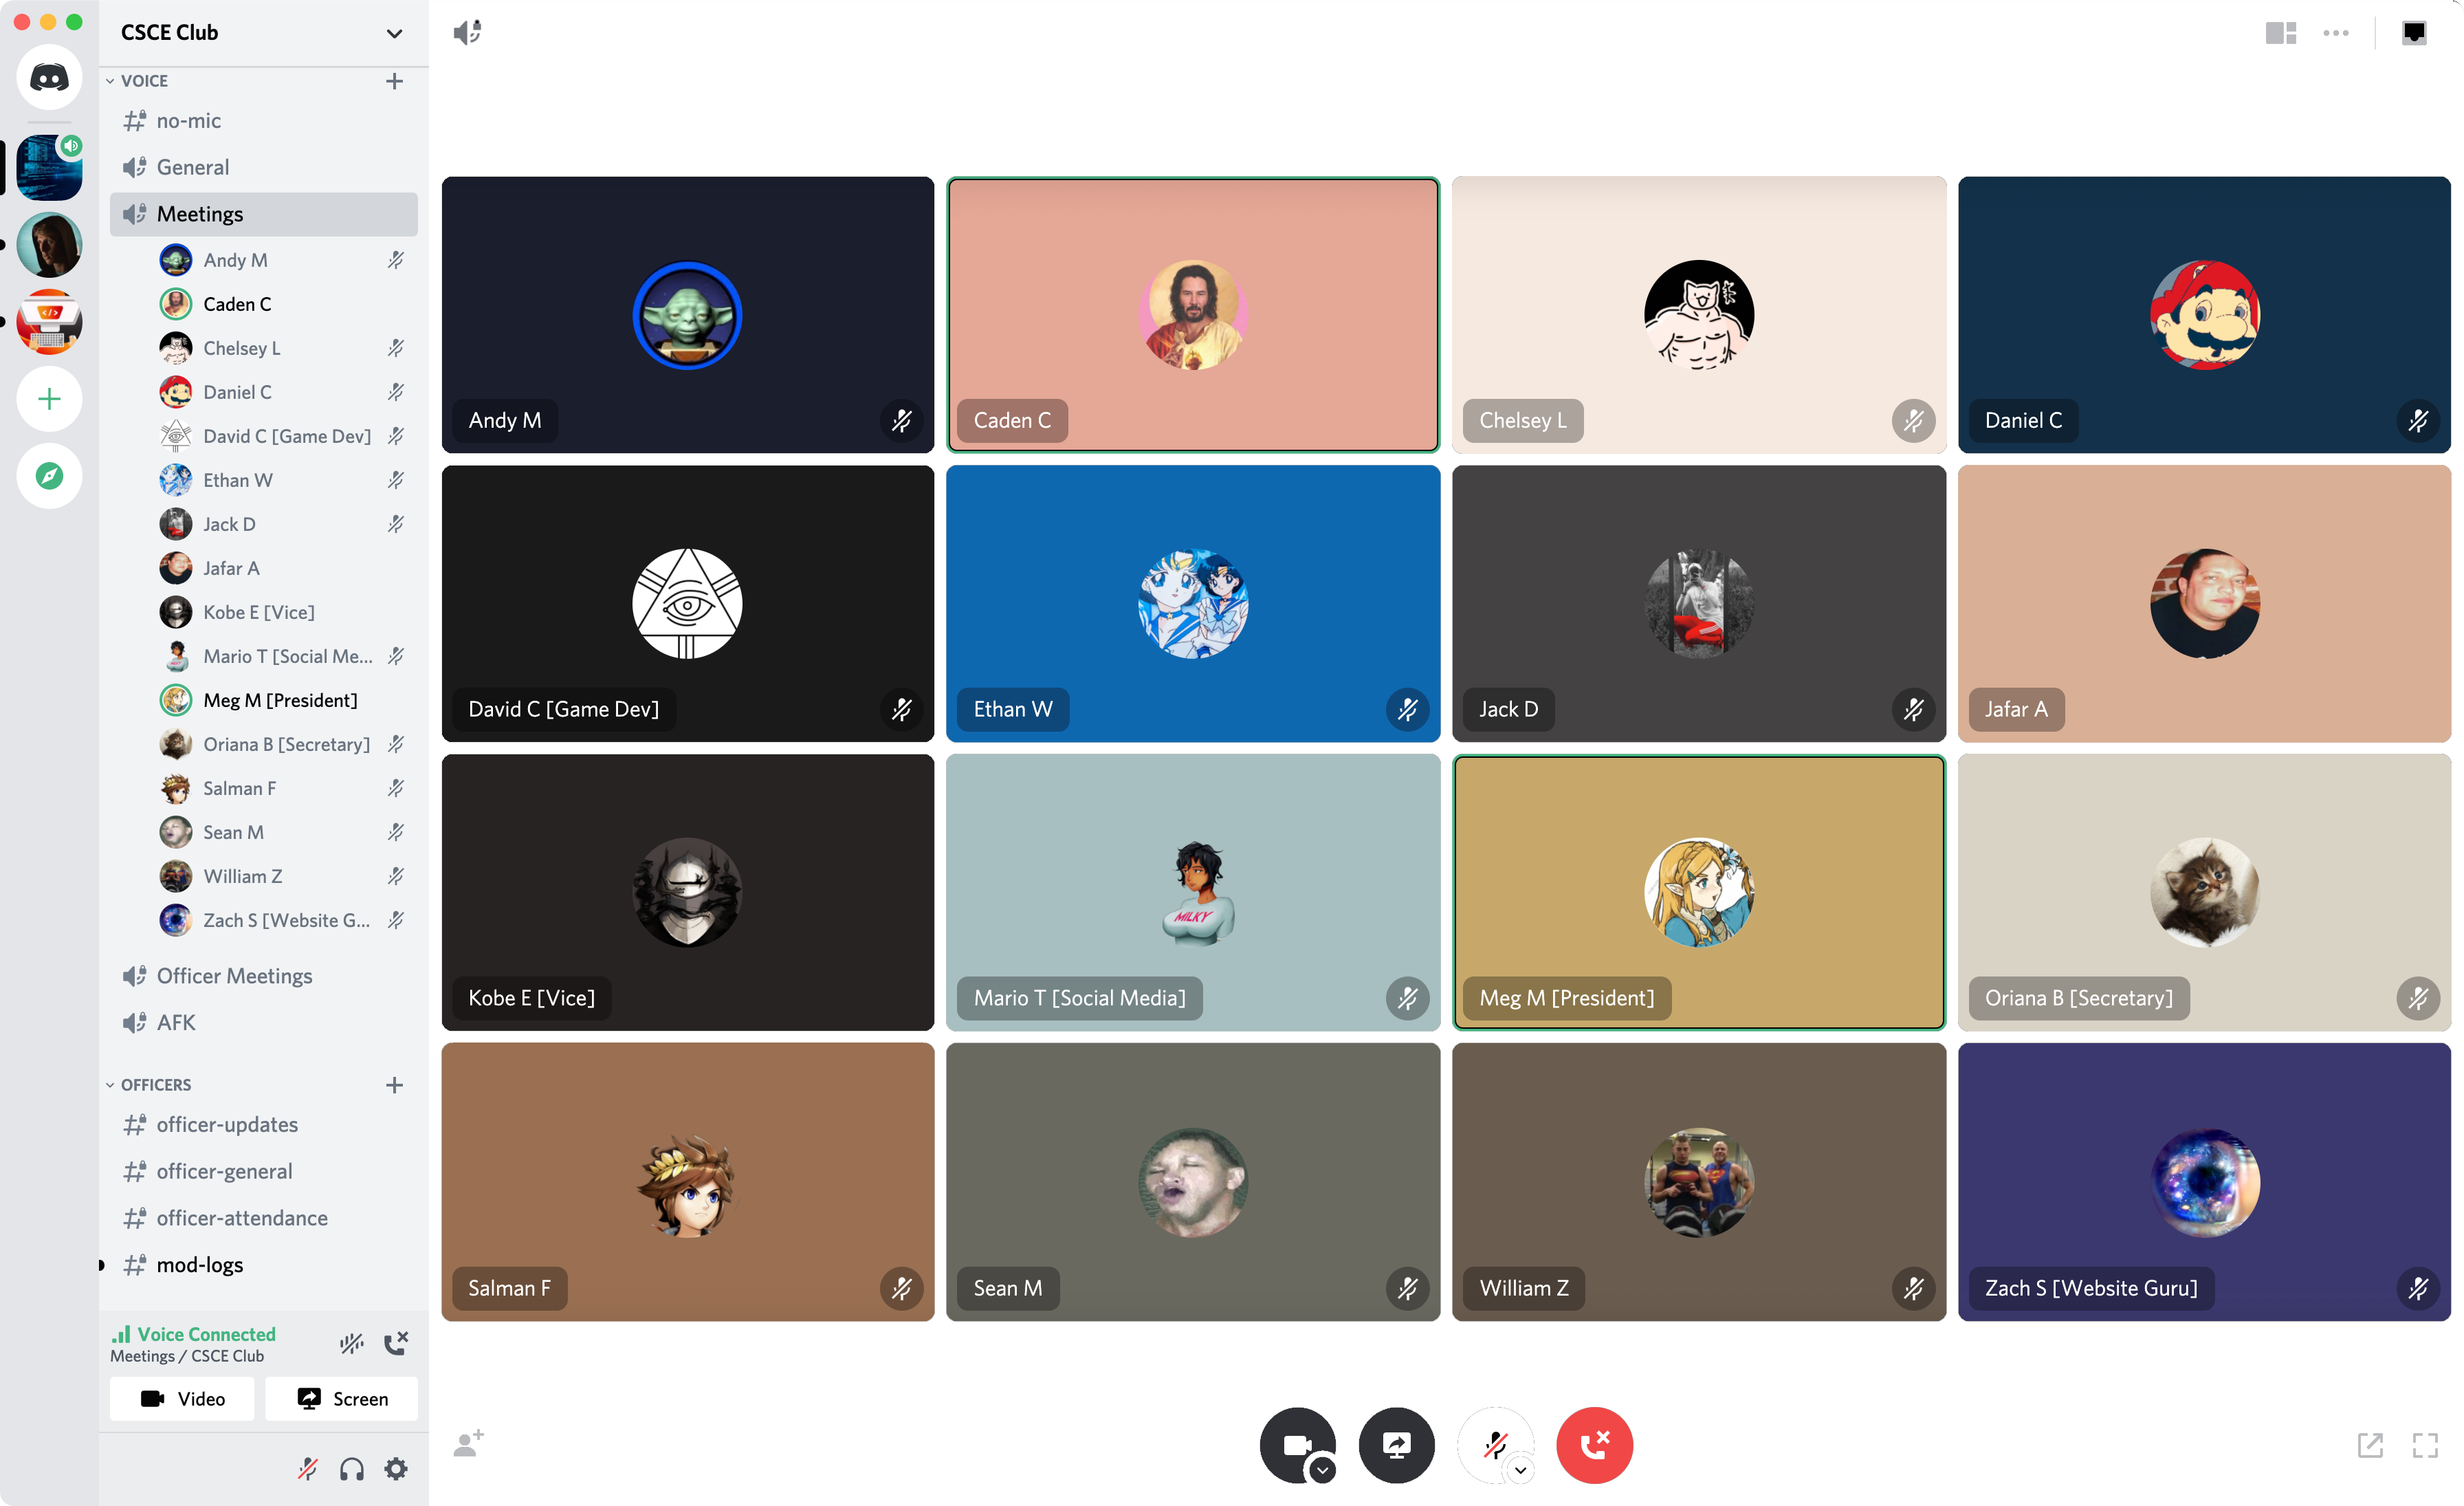 CSCE Club
VOICE
no-mic
General
Meetings
Andy M
Caden C
Chelsey L
Daniel C
David C [Game Dev]
Ethan W
Jack D
Jafar A
Kobe E [Vice]
Mario T [Social Me...
Meg M [President]
Oriana B [Secretary]
Salman F
Sean M
William Z
Zach S [Website G...
Officer Meetings
AFK
OFFICERS
officer-updates
officer-general
officer-attendance
mod-logs
Voice Connected
Meetings / CSCE Club
Video
Screen
Andy M
Caden C
Chelsey L
Daniel C
David C [Game Dev]
Ethan W
Jack D
Jafar A
Kobe E [Vice]
MILKY
Mario T [Social Media]
Meg M [President]
Oriana B [Secretary]
Salman F
Sean M
William Z
Zach S [Website Guru]